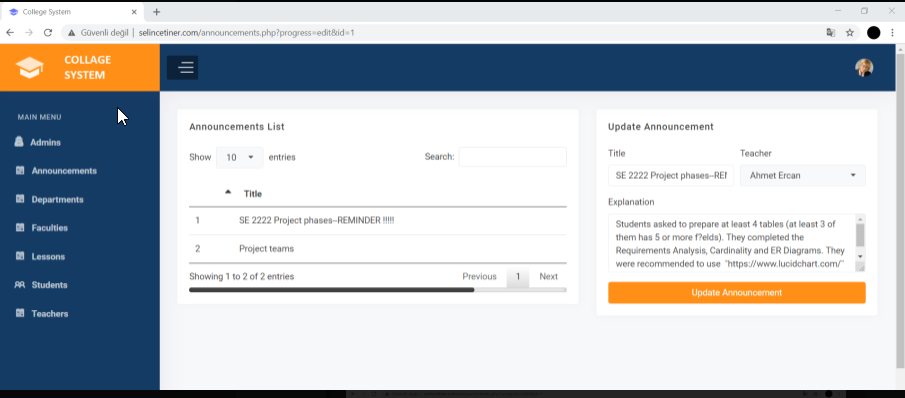 College System
Güvenli değil | selincetiner.com/announcements.php?progress=edit&id=1
COLLAGE
SYSTEM
MAIN MENU
Admins
Announcements
Departments
Faculties
Lessons
Students
Teachers
Announcements List
Show 10 entries Search:
Title
1 SE 2222 Project phases--REMINDER !!!!!
2 Project teams
Showing 1 to 2 of 2 entries Previous 1 Next
Update Announcement
Title Teacher
SE 2222 Project phases--REM Ahmet Ercan
Explanation
Students asked to prepare at least 4 tables (at least 3 of
them has 5 or more f?elds). They completed the
Requirements Analysis, Cardinality and ER Diagrams. They
were recommended to use "https://www.lucidchart.com/"
Update Announcement